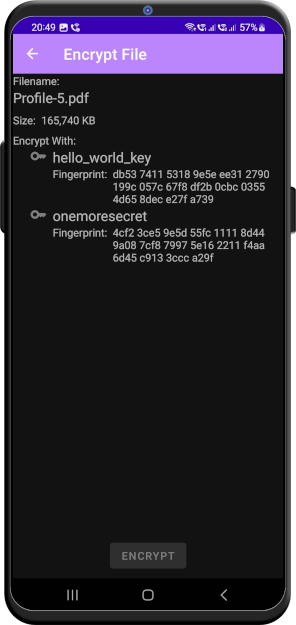 20:49 57%
Encrypt File
Filename:
Profile-5.pdf
Size: 165,740 KB
Encrypt With:
hello_world_key
Fingerprint: db53 7411 5318 9e5e ee31 2790
199c 057c 67f8 df2b 0cbc 0355
4d65 8dec e27f a739
onemoresecret
Fingerprint: 4cf2 3ce5 9e5d 55fc 1111 8d44
9a08 7cf8 7997 5e16 2211 f4aa
6d45 c913 3ccc a29f
ENCRYPT